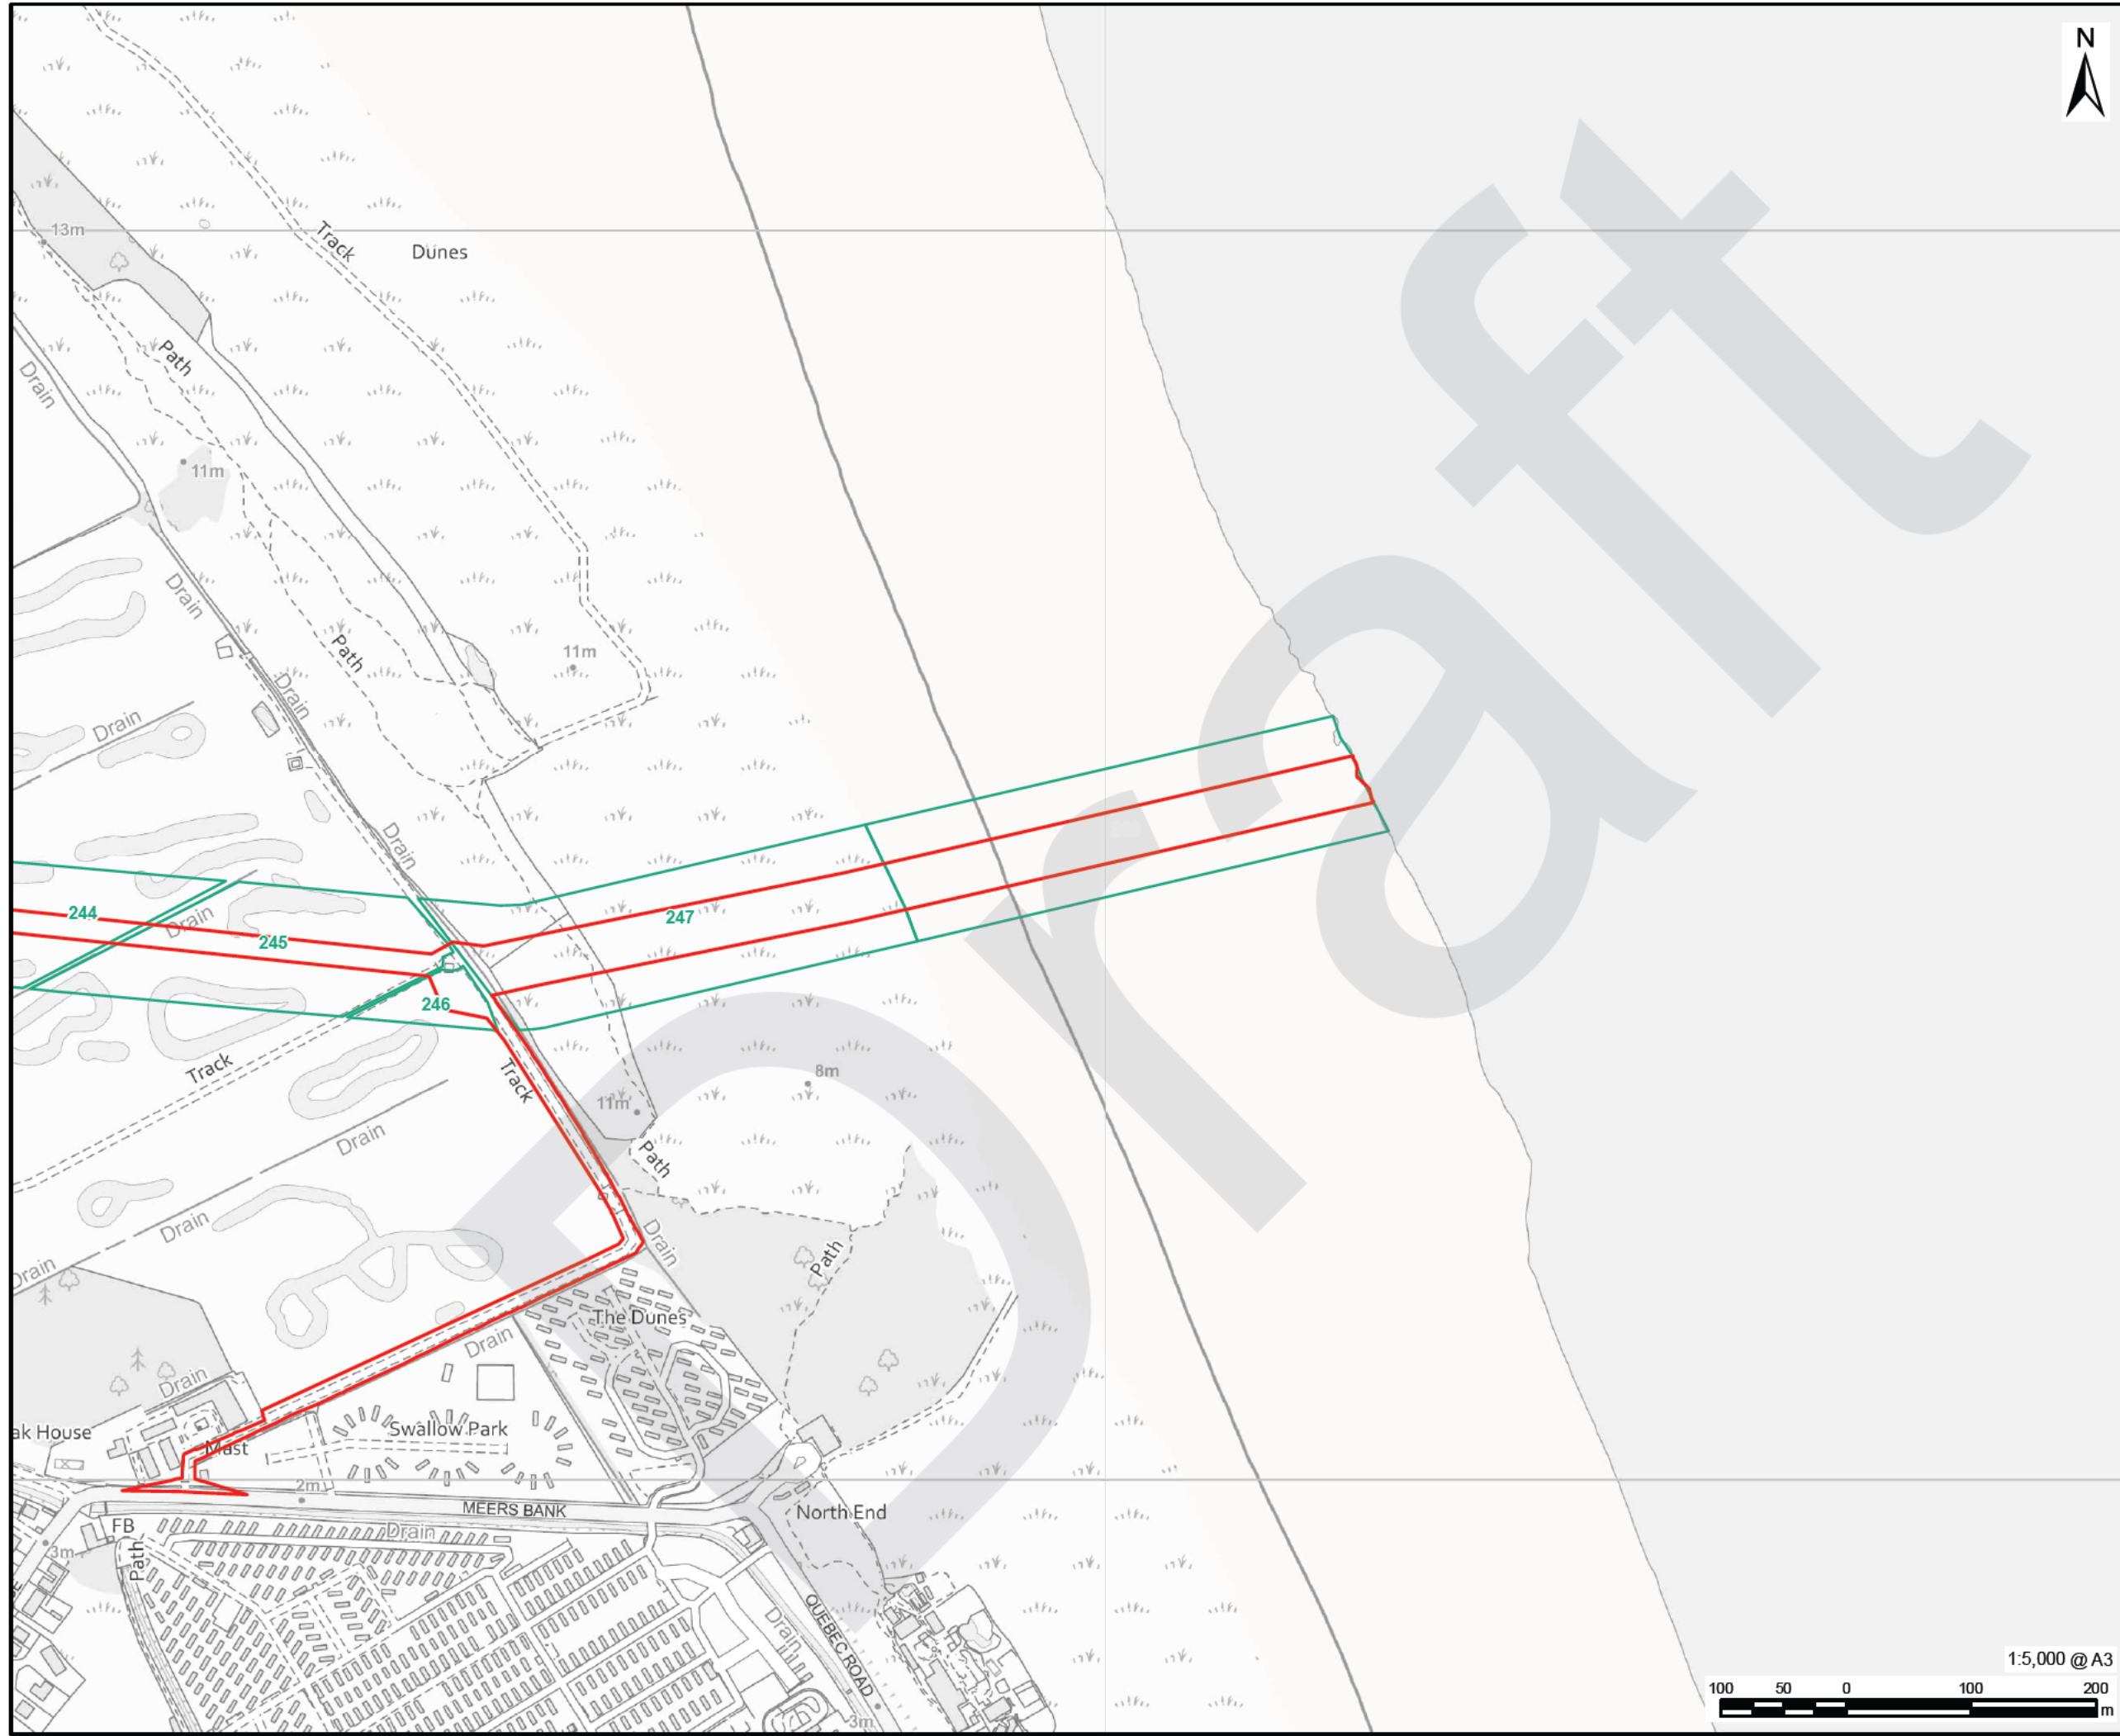 N
13m
Track
Dunes
Path
Drain
11m
Drain
Path
11m
Drain
Drain
Drain
244
Drain
245
247
246
Track
Track
8m
11m
Drain
Path
Drain
Drain
Path
Drain
The Dunes
Drain
Drain
ak House
Swallow Park
Mast
2m
MEERS BANK
North End
FB
Drain
Path
3m
QUEBEC ROAD
Drain
3m
1:5,000 @ A3
100 50 0 100 200
m
Draft